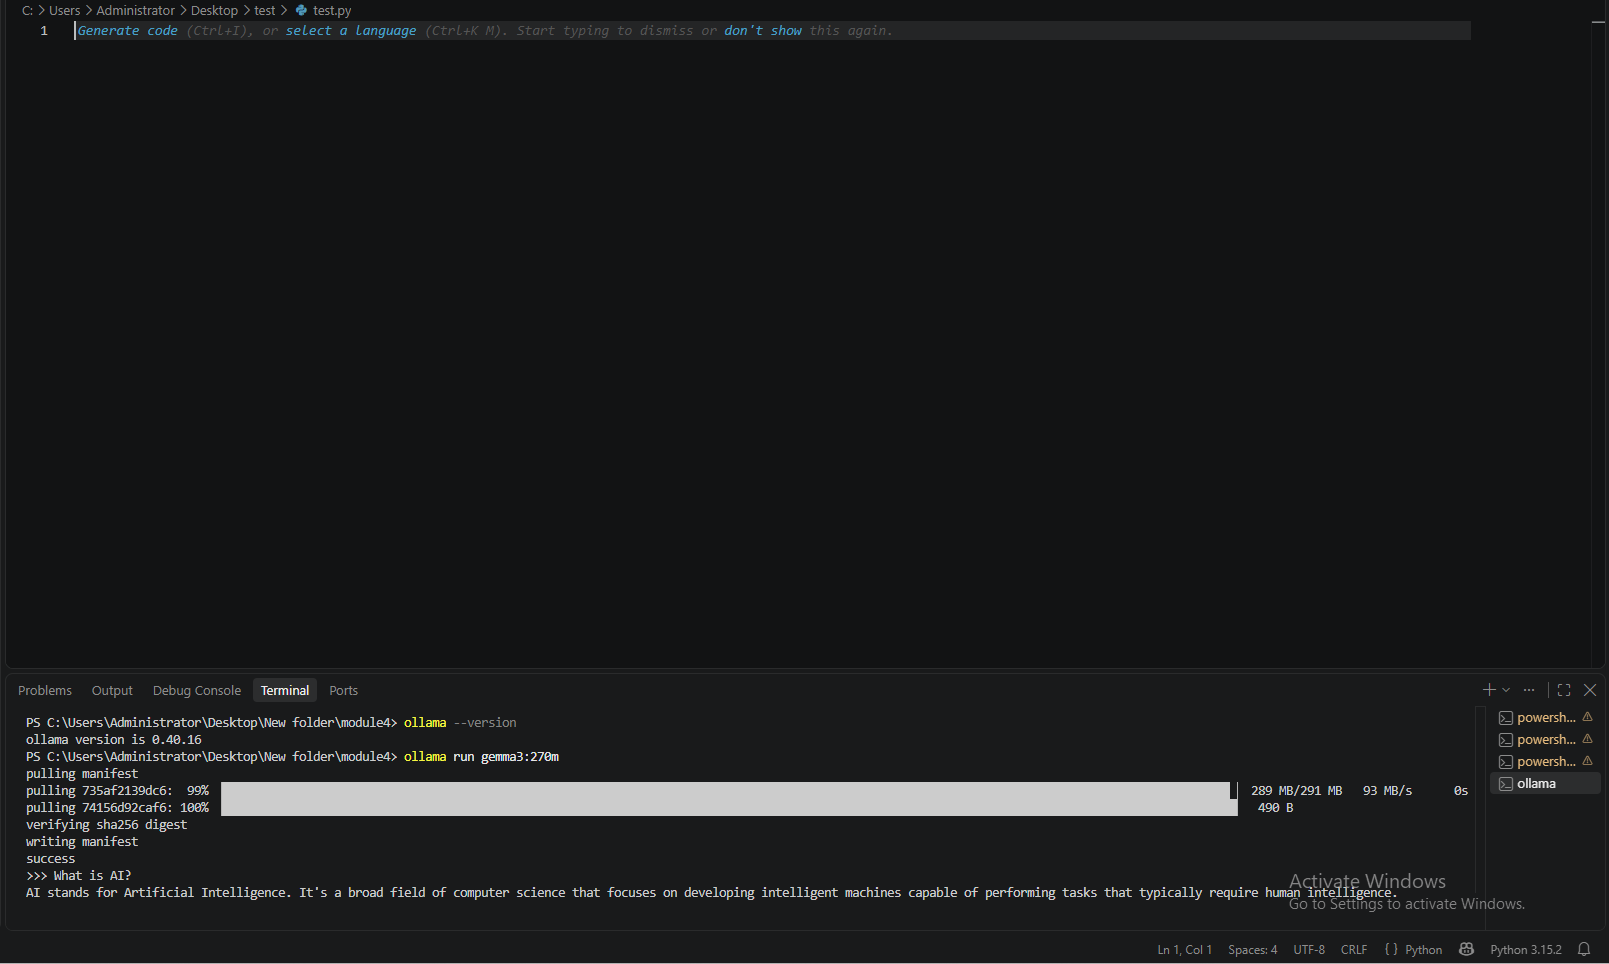 C: > Users > Administrator > Desktop > test > test.py
1 Generate code (Ctrl+I), or select a language (Ctrl+K M). Start typing to dismiss or don't show this again.
Problems Output Debug Console Terminal Ports
PS C:\Users\Administrator\Desktop\New folder\module4> ollama --version
ollama version is 0.40.16
PS C:\Users\Administrator\Desktop\New folder\module4> ollama run gemma3:270m
pulling manifest
pulling 735af2139dc6: 99% 289 MB/291 MB 93 MB/s 0s
pulling 74156d92caf6: 100% 490 B
verifying sha256 digest
writing manifest
success
>>> What is AI?
AI stands for Artificial Intelligence. It's a broad field of computer science that focuses on developing intelligent machines capable of performing tasks that typically require human intelligence.
powersh...
powersh...
powersh...
ollama
Activate Windows
Go to Settings to activate Windows.
Ln 1, Col 1 Spaces: 4 UTF-8 CRLF { } Python Python 3.15.2